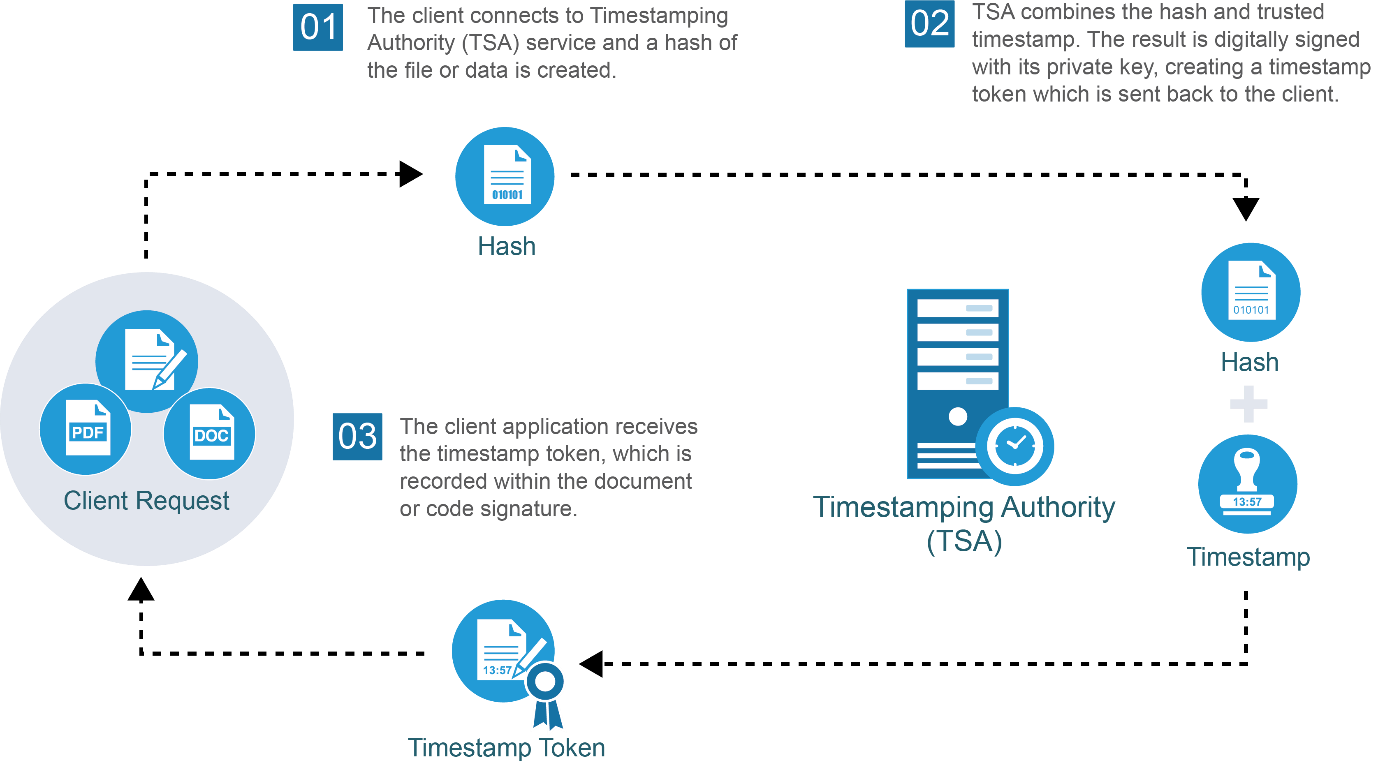 01
The client connects to Timestamping
Authority (TSA) service and a hash of
the file or data is created.
02
TSA combines the hash and trusted
timestamp. The result is digitally signed
with its private key, creating a timestamp
token which is sent back to the client.
010101
Hash
010101
Hash
PDF
DOC
Client Request
03
The client application receives
the timestamp token, which is
recorded within the document
or code signature.
Timestamping Authority
(TSA)
13:57
Timestamp
13:57
Timestamp Token